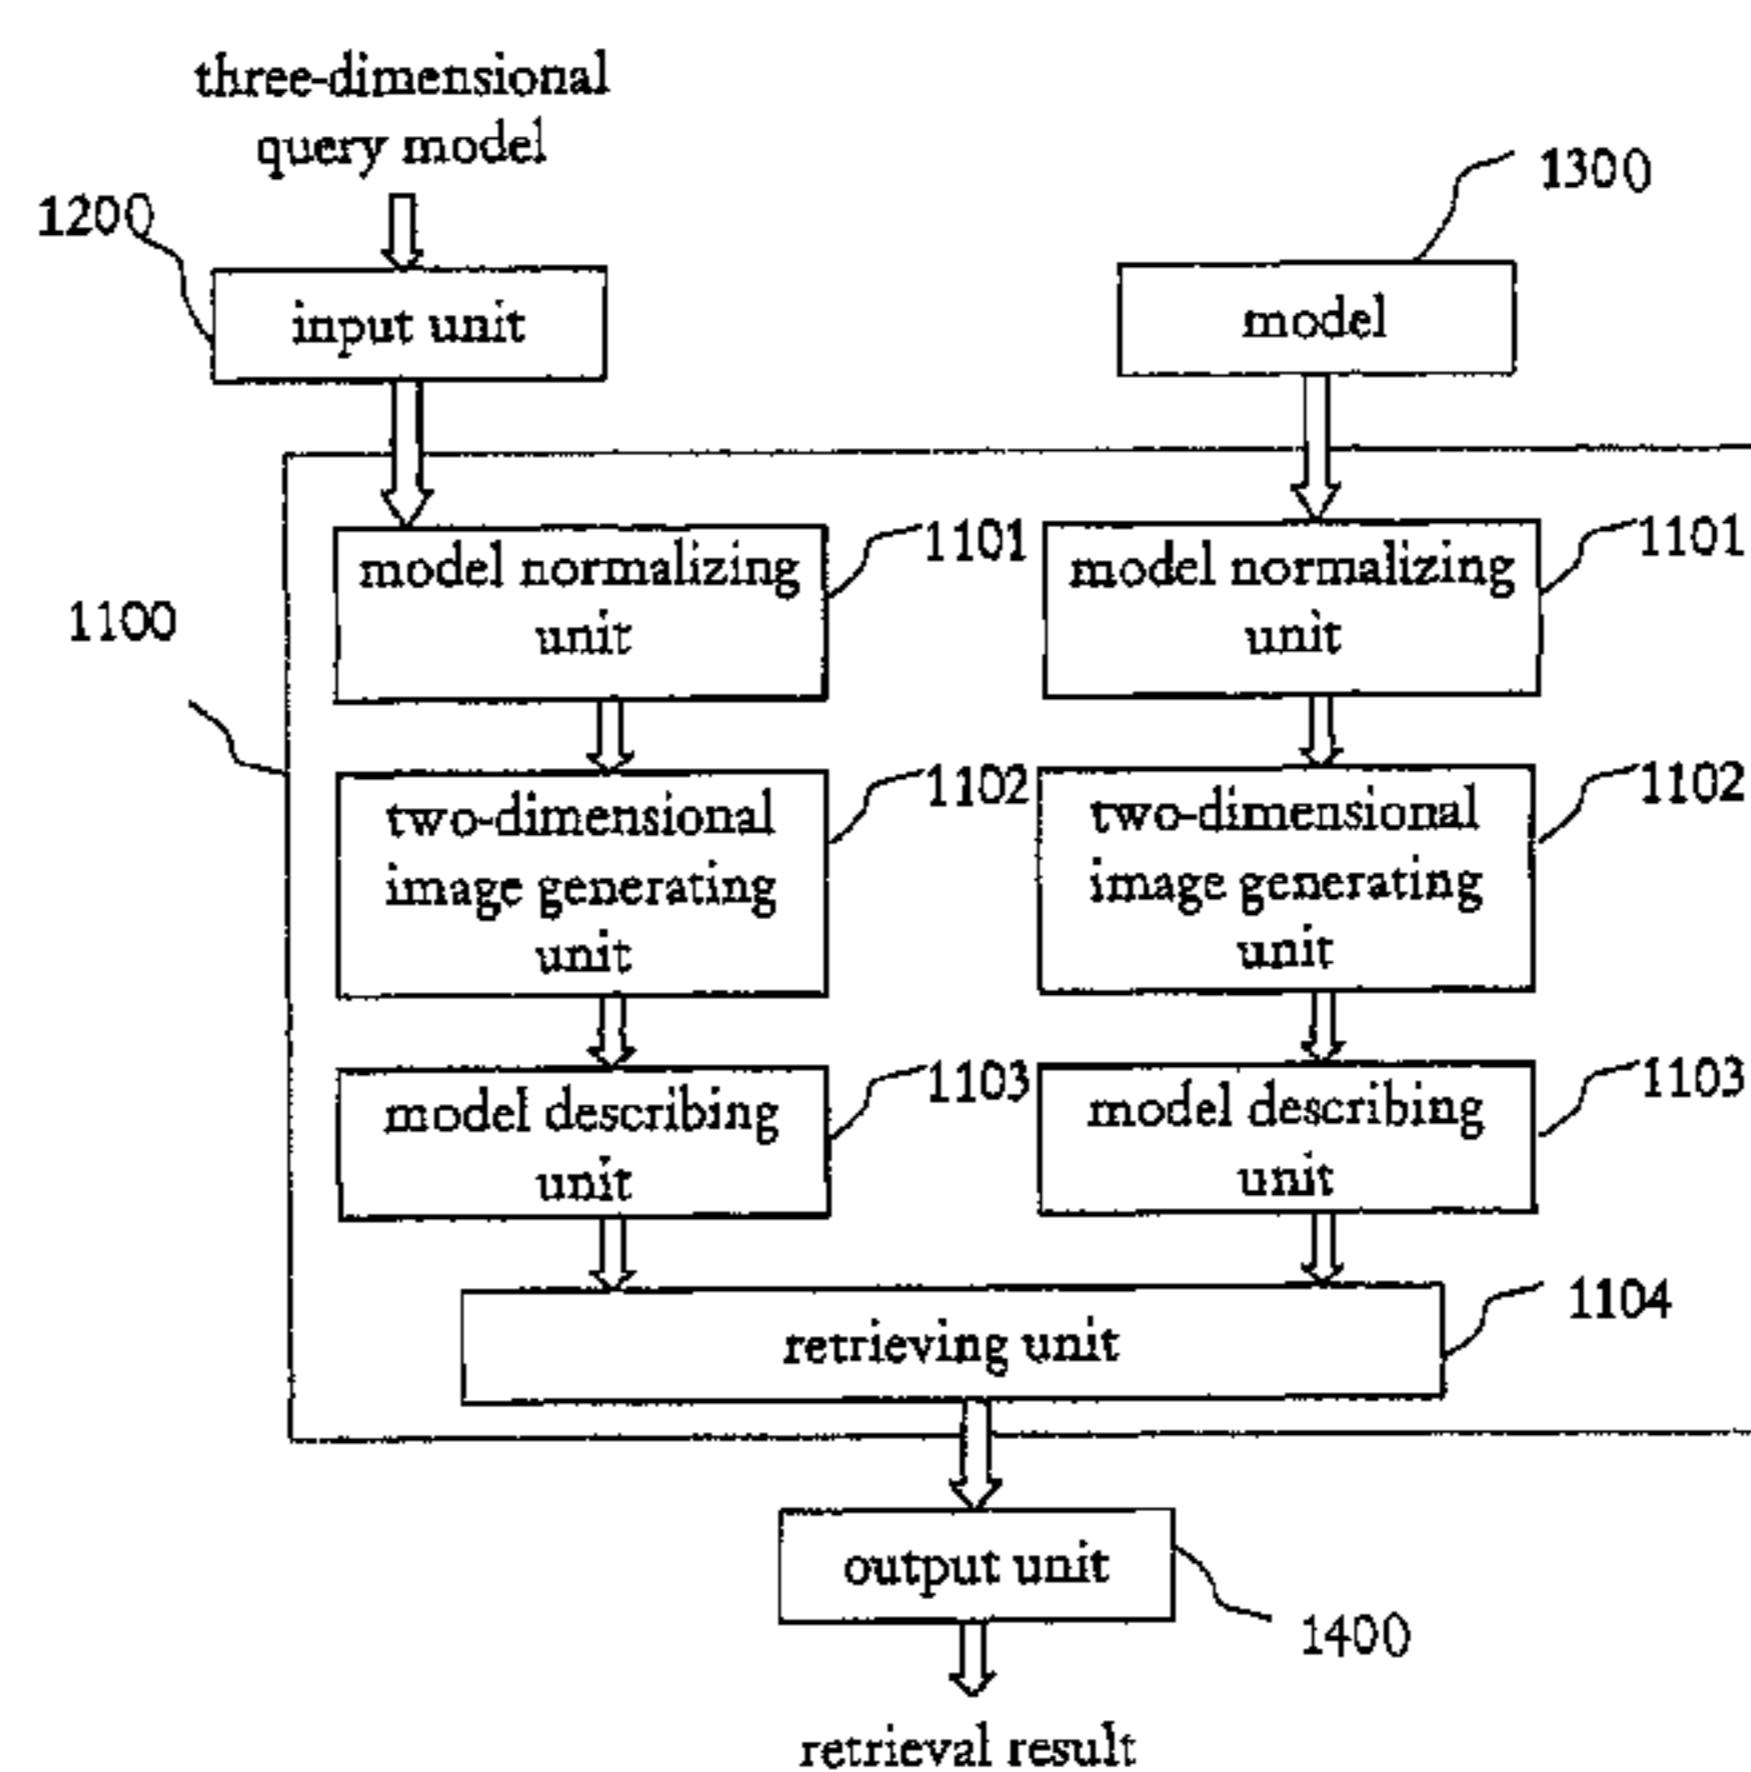 three-dimensional
query model
1200
1300
input unit
model
1100
model normalizing
unit
1101
model normalizing
unit
1101
two-dimensional
image generating
unit
1102
two-dimensional
image generating
unit
1102
model describing
unit
1103
model describing
unit
1103
retrieving unit
1104
output unit
1400
retrieval result